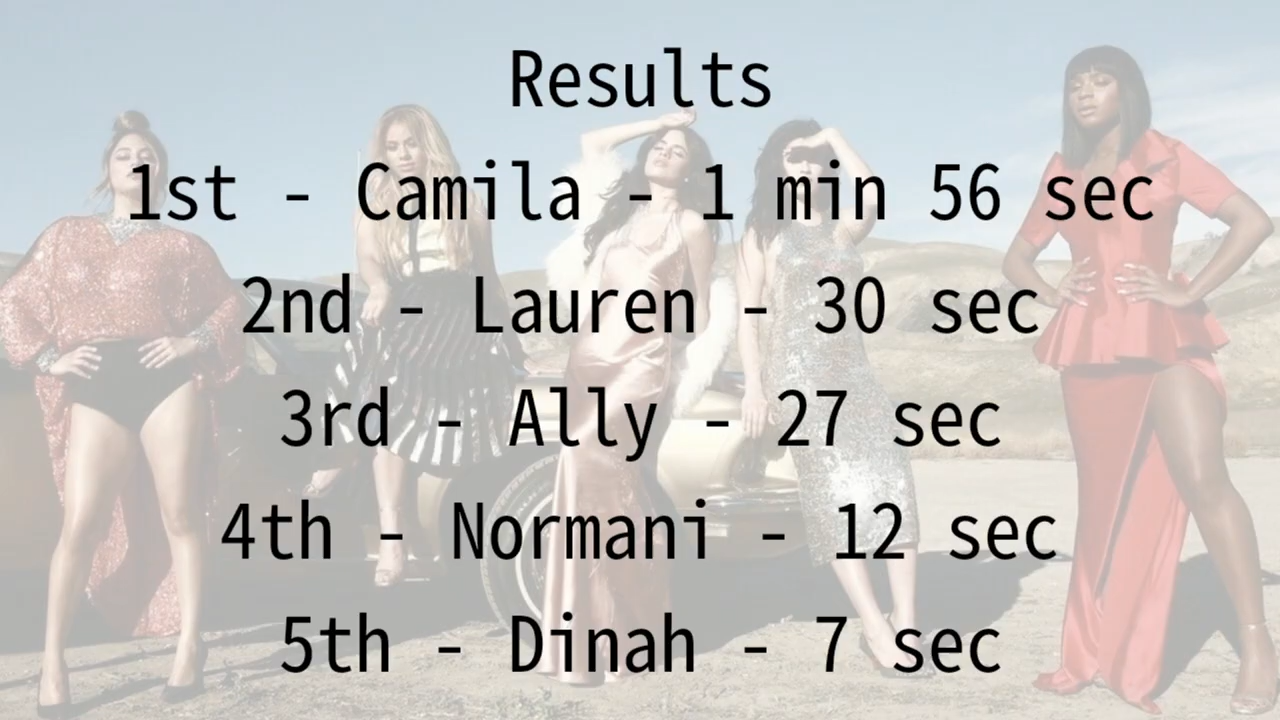 Results
1st - Camila - 1 min 56 sec
2nd - Lauren - 30 sec
3rd - Ally - 27 sec
4th - Normani - 12 sec
5th - Dinah - 7 sec